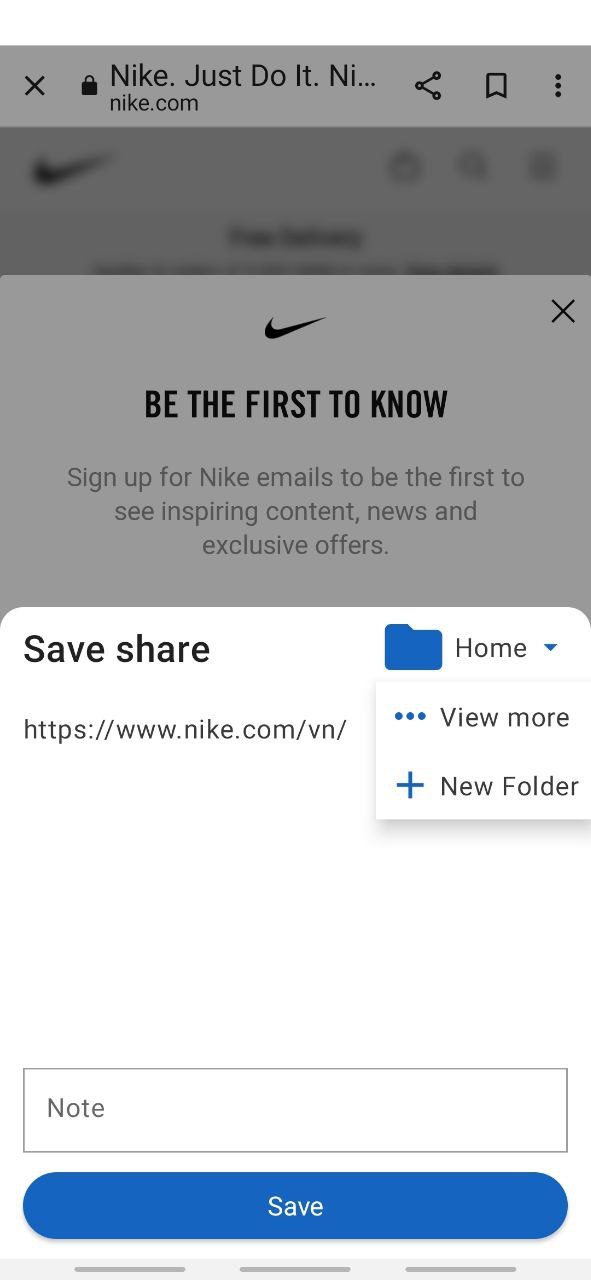 Nike. Just Do It. Ni...
nike.com
Free Delivery
BE THE FIRST TO KNOW
Sign up for Nike emails to be the first to
see inspiring content, news and
exclusive offers.
Save share
Home
https://www.nike.com/vn/
View more
New Folder
Note
Save